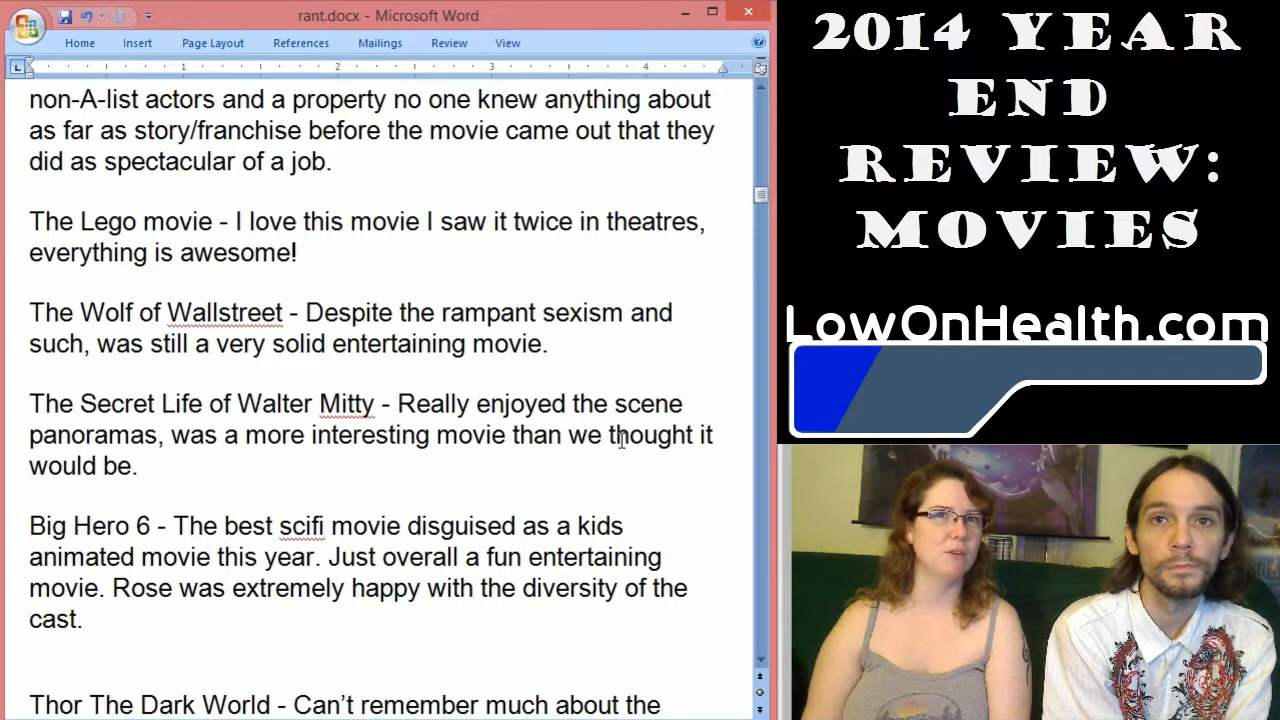 rant.docx - Microsoft Word
Home Insert Page Layout References Mailings Review View
1 2 3 4
non-A-list actors and a property no one knew anything about
as far as story/franchise before the movie came out that they
did as spectacular of a job.
The Lego movie - I love this movie I saw it twice in theatres,
everything is awesome!
The Wolf of Wallstreet - Despite the rampant sexism and
such, was still a very solid entertaining movie.
The Secret Life of Walter Mitty - Really enjoyed the scene
panoramas, was a more interesting movie than we thought it
would be.
Big Hero 6 - The best scifi movie disguised as a kids
animated movie this year. Just overall a fun entertaining
movie. Rose was extremely happy with the diversity of the
cast.
Thor The Dark World - Can’t remember much about the
2014 YEAR
END
REVIEW:
MOVIES
LowOnHealth.com